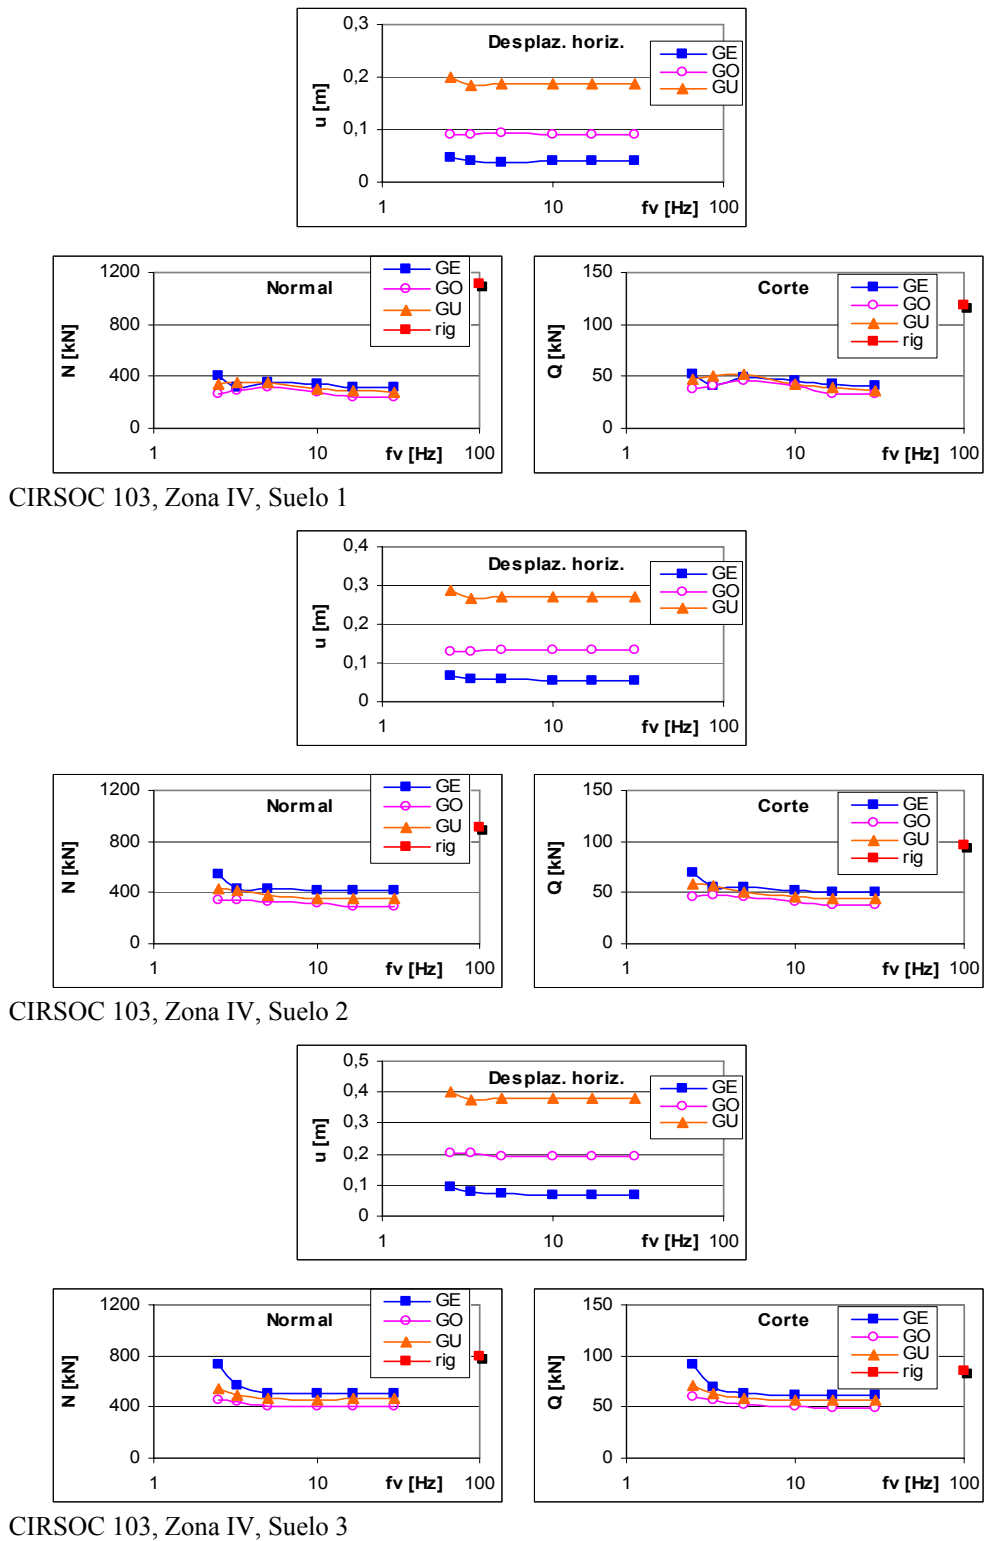 Desplaz. horiz.
u [m]
0,3
0,2
0,1
0
1
10
100
fv [Hz]
GE
GO
GU
Normal
N [kN]
1200
800
400
0
1
10
100
fv [Hz]
GE
GO
GU
rig
Corte
Q [kN]
150
100
50
0
1
10
100
fv [Hz]
GE
GO
GU
rig
CIRSOC 103, Zona IV, Suelo 1
Desplaz. horiz.
u [m]
0,4
0,3
0,2
0,1
0
1
10
100
fv [Hz]
GE
GO
GU
Normal
N [kN]
1200
800
400
0
1
10
100
fv [Hz]
GE
GO
GU
rig
Corte
Q [kN]
150
100
50
0
1
10
100
fv [Hz]
GE
GO
GU
rig
CIRSOC 103, Zona IV, Suelo 2
Desplaz. horiz.
u [m]
0,5
0,4
0,3
0,2
0,1
0
1
10
100
fv [Hz]
GE
GO
GU
Normal
N [kN]
1200
800
400
0
1
10
100
fv [Hz]
GE
GO
GU
rig
Corte
Q [kN]
150
100
50
0
1
10
100
fv [Hz]
GE
GO
GU
rig
CIRSOC 103, Zona IV, Suelo 3